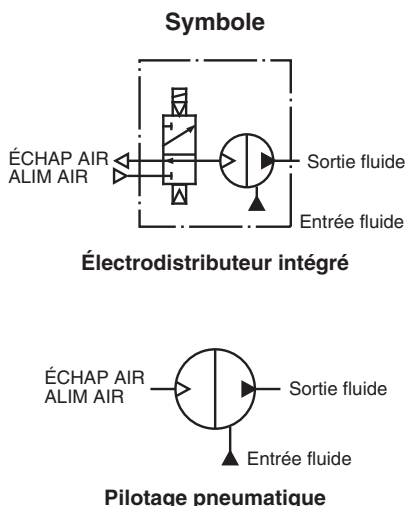 Symbole
ÉCHAP AIR
ALIM AIR
Sortie fluide
Entrée fluide
Électrodistributeur intégré
ÉCHAP AIR
ALIM AIR
Sortie fluide
Entrée fluide
Pilotage pneumatique